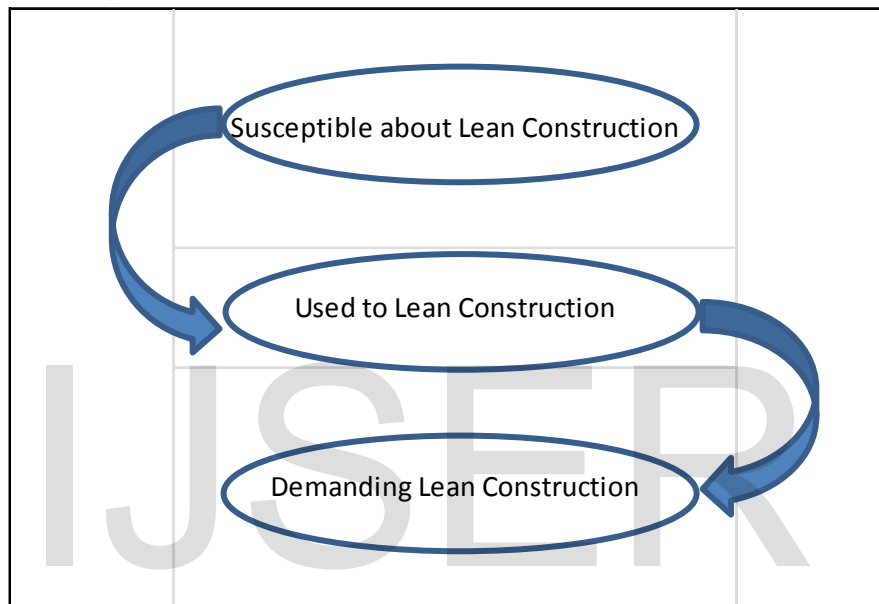 Susceptible about Lean Construction
Used to Lean Construction
Demanding Lean Construction
IJSER